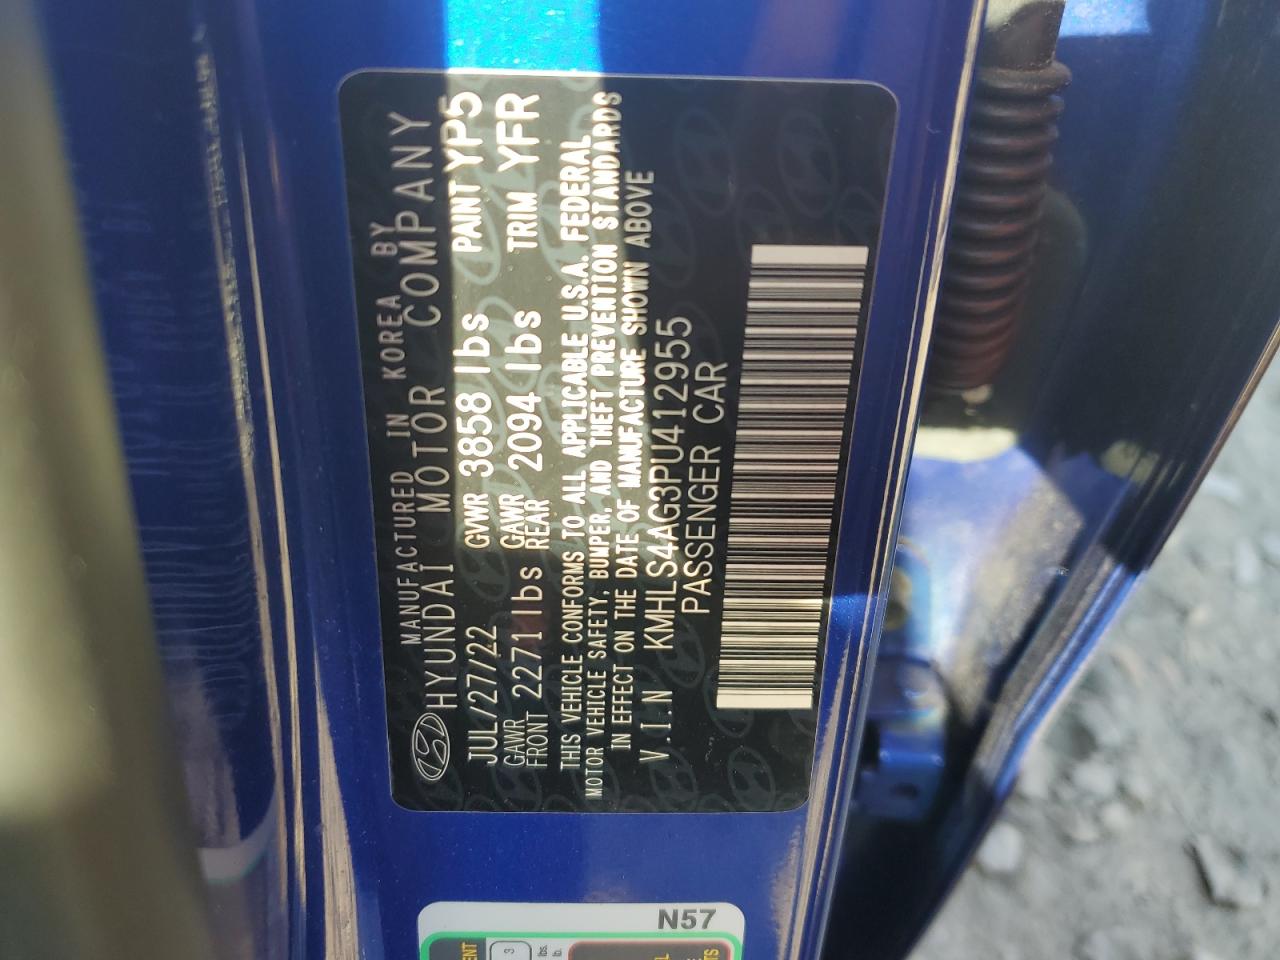 MANUFACTURED IN KOREA BY
HYUNDAI MOTOR COMPANY
JUL/27/22 GVWR 3858 lbs PAINT YP5
GAWR FRONT 2271 lbs GAWR REAR 2094 lbs TRIM YFR
THIS VEHICLE CONFORMS TO ALL APPLICABLE U.S.A. FEDERAL
MOTOR VEHICLE SAFETY, BUMPER, AND THEFT PREVENTION STANDARDS
IN EFFECT ON THE DATE OF MANUFACTURE SHOWN ABOVE
V.I.N KMHLS4AG3PU412955
PASSENGER CAR
N57